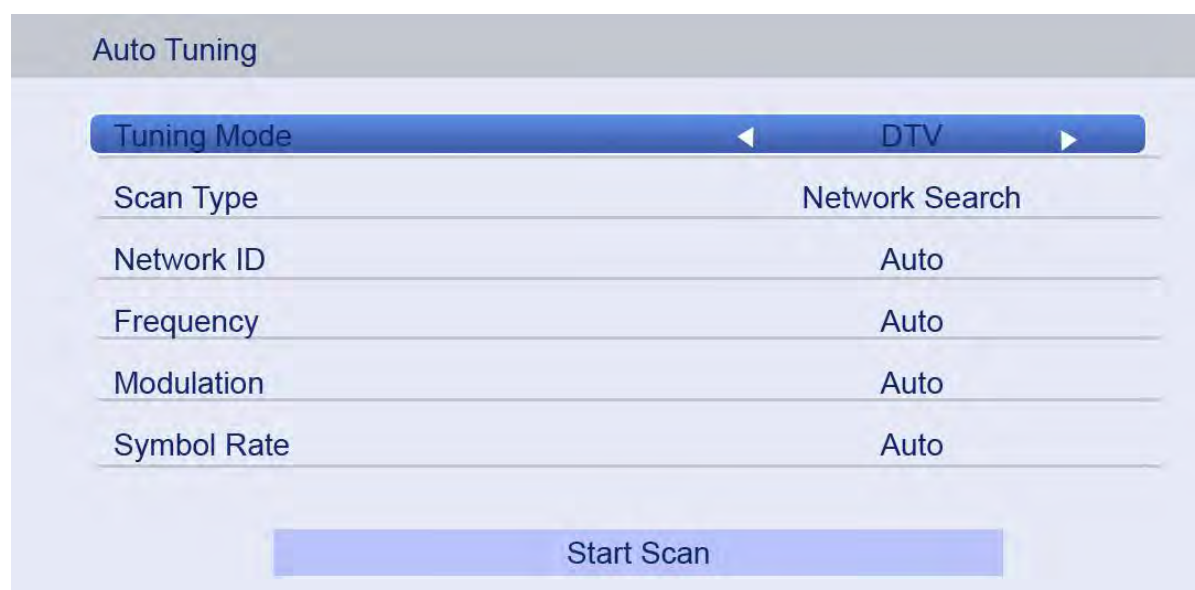 Auto Tuning
Tuning Mode DTV
Scan Type Network Search
Network ID Auto
Frequency Auto
Modulation Auto
Symbol Rate Auto
Start Scan